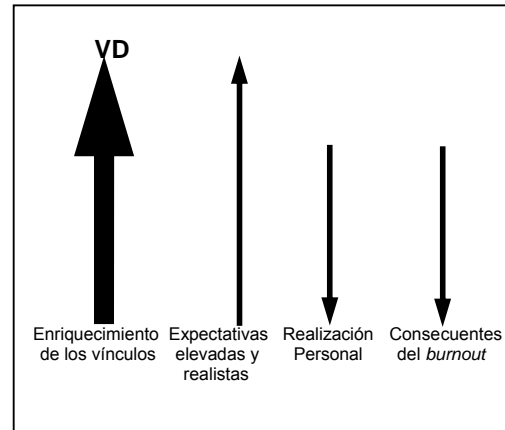 VD
Enriquecimiento
de los vínculos
Expectativas
elevadas y
realistas
Realización
Personal
Consecuentes
del burnout